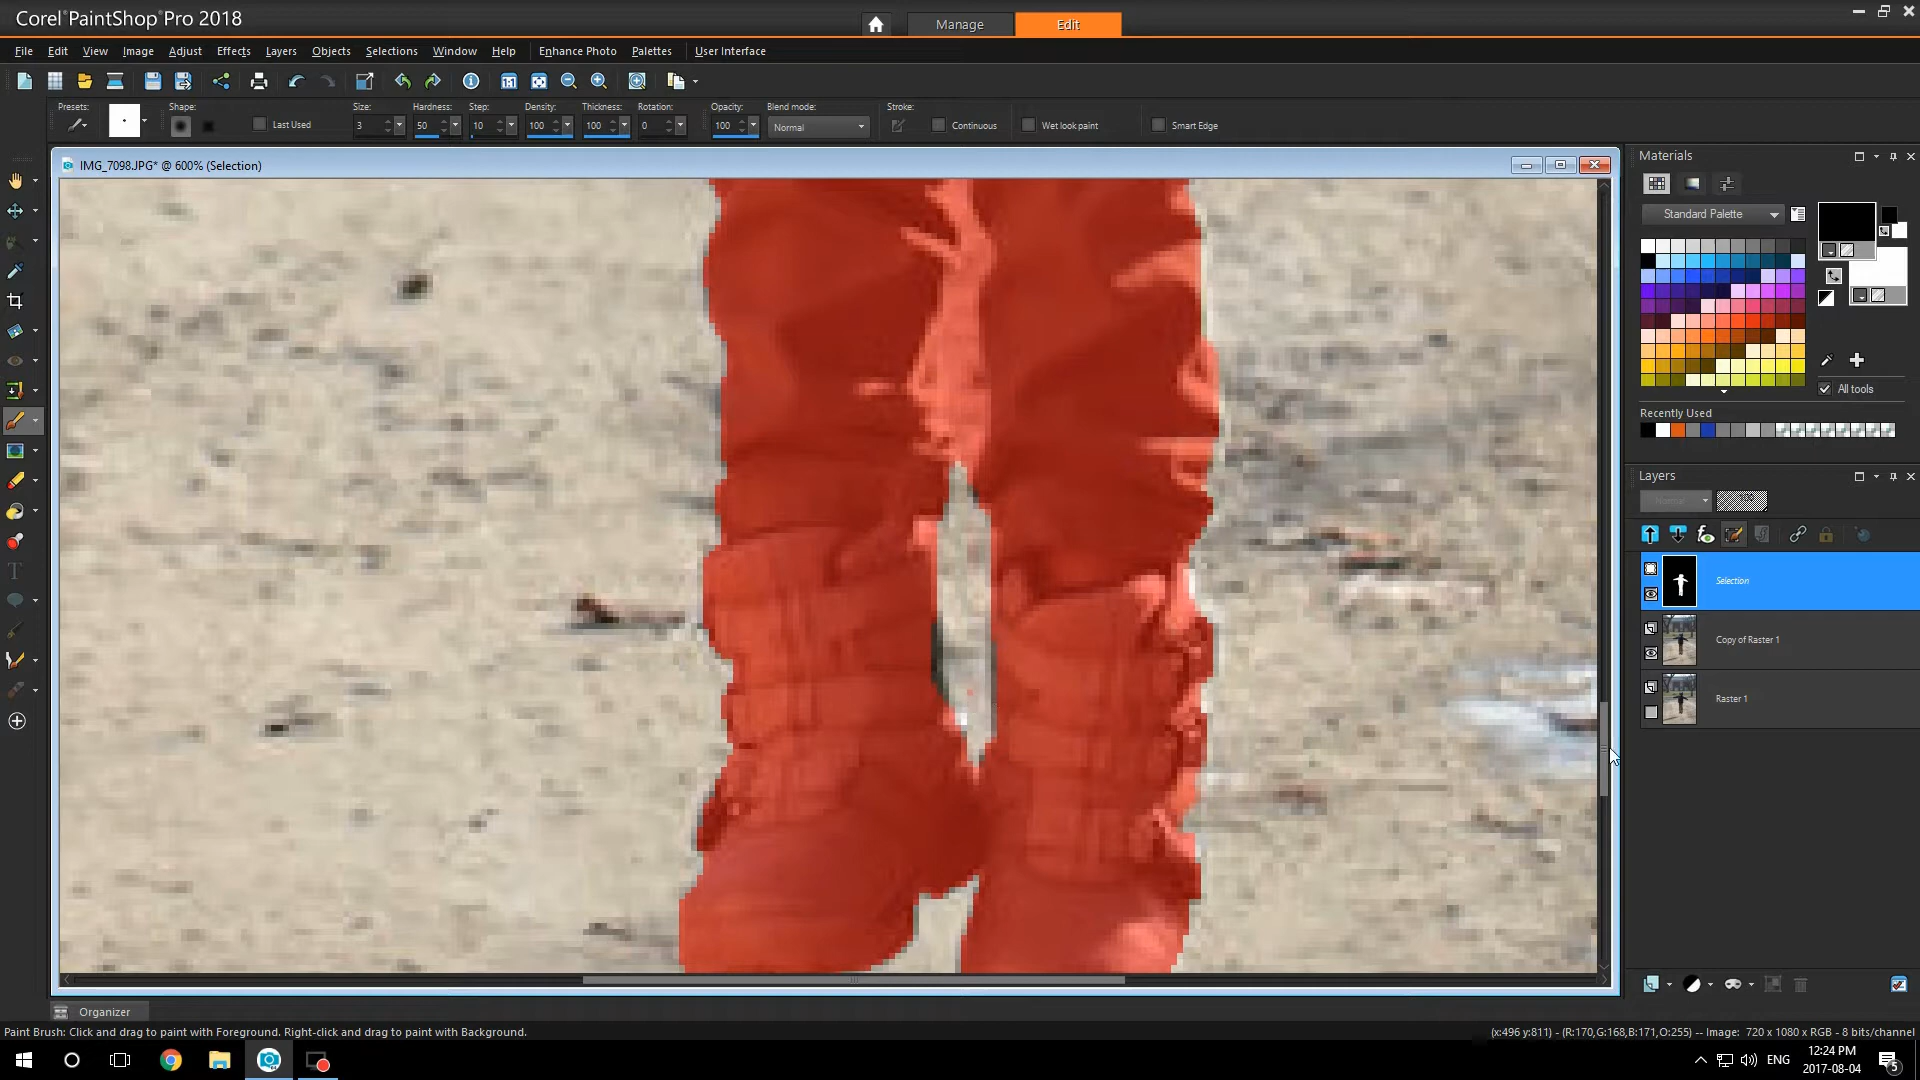 Corel PaintShop Pro 2018
Manage
Edit
File Edit View Image Adjust Effects Layers Objects Selections Window Help Enhance Photo Palettes User Interface
Presets:
Shape:
Last Used
Size:
3
Hardness:
50
Step:
10
Density:
100
Thickness:
100
Rotation:
0
Opacity:
100
Blend mode:
Normal
Stroke:
Continuous
Wet look paint
Smart Edge
IMG_7098.JPG* @ 600% (Selection)
Materials
Standard Palette
All tools
Recently Used
Layers
Selection
Copy of Raster 1
Raster 1
Organizer
Paint Brush: Click and drag to paint with Foreground. Right-click and drag to paint with Background.
(x:496 y:811) - (R:170,G:168,B:171,O:255) -- Image: 720 x 1080 x RGB - 8 bits/channel
ENG
12:24 PM
2017-08-04
5